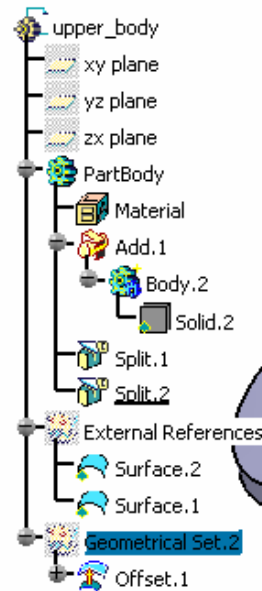 upper_body
xy plane
yz plane
zx plane
PartBody
Material
Add.1
Body.2
Solid.2
Split.1
Split.2
External References
Surface.2
Surface.1
Geometrical Set.2
Offset.1